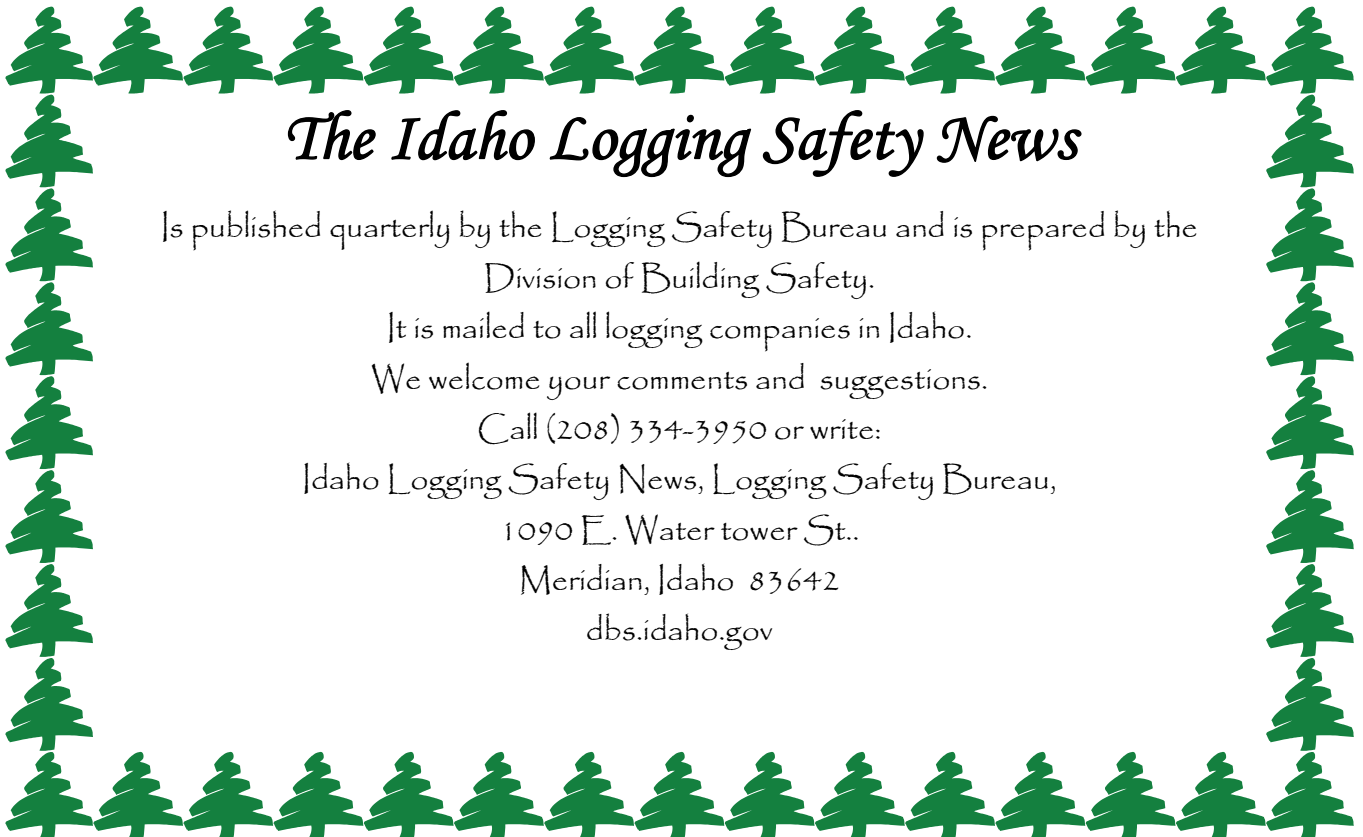 The Idaho Logging Safety News
Is published quarterly by the Logging Safety Bureau and is prepared by the
Division of Building Safety.
It is mailed to all logging companies in Idaho.
We welcome your comments and  suggestions.
Call (208) 334-3950 or write:
Idaho Logging Safety News, Logging Safety Bureau,
1090 E. Water tower St..
Meridian, Idaho  83642
dbs.idaho.gov